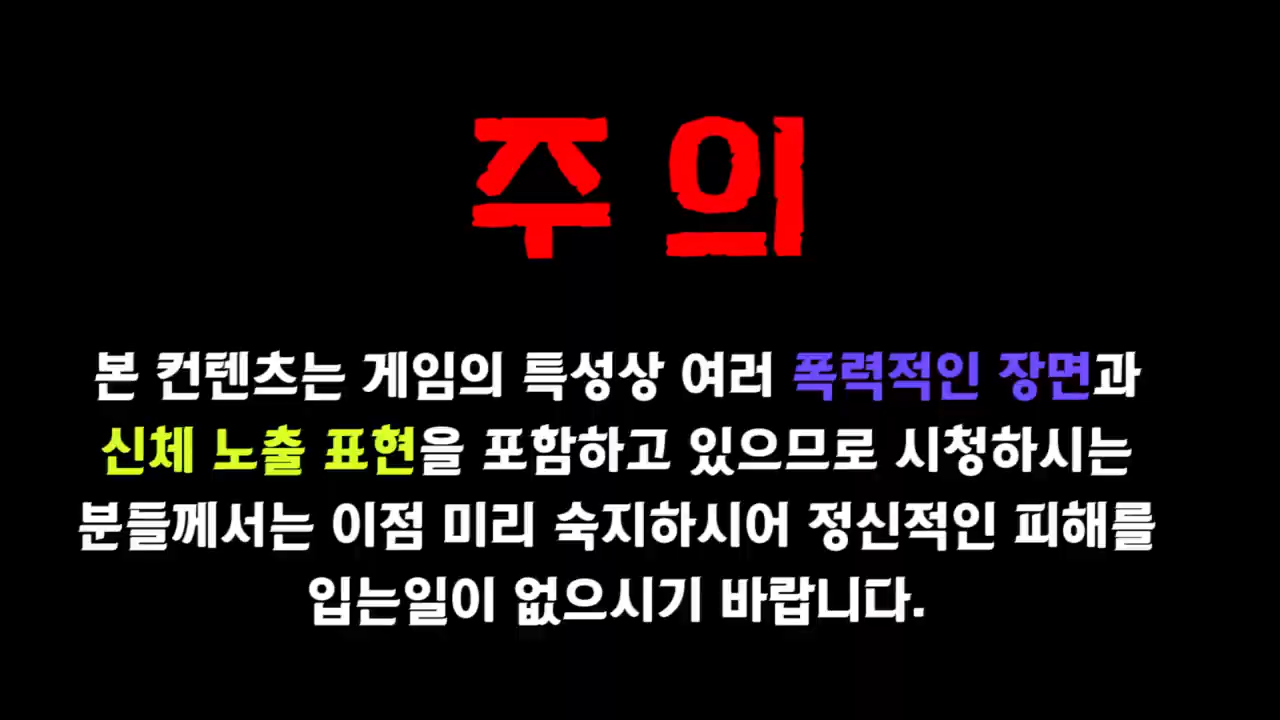 주 의
본 컨텐츠는 게임의 특성상 여러 폭력적인 장면과
신체 노출 표현을 포함하고 있으므로 시청하시는
분들께서는 이점 미리 숙지하시어 정신적인 피해를
입는일이 없으시기 바랍니다.